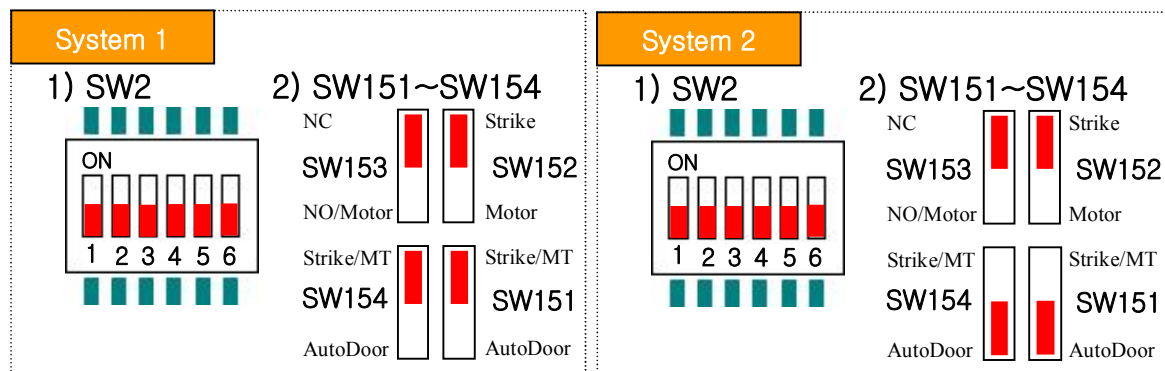 System 1
1) SW2
2) SW151~SW154
ON
1 2 3 4 5 6
NC
Strike
SW153
SW152
NO/Motor
Motor
Strike/MT
Strike/MT
SW154
SW151
AutoDoor
AutoDoor
System 2
1) SW2
2) SW151~SW154
ON
1 2 3 4 5 6
NC
Strike
SW153
SW152
NO/Motor
Motor
Strike/MT
Strike/MT
SW154
SW151
AutoDoor
AutoDoor